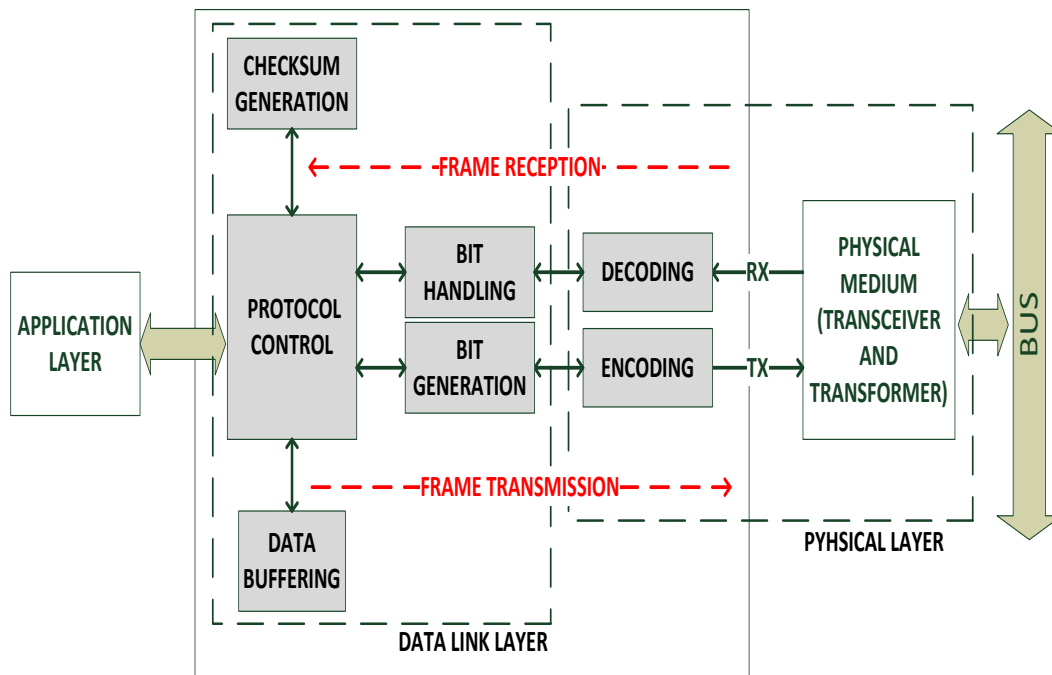 CHECKSUM
GENERATION
FRAME RECEPTION
APPLICATION
LAYER
PROTOCOL
CONTROL
BIT
HANDLING
BIT
GENERATION
DECODING
ENCODING
RX
TX
PHYSICAL
MEDIUM
(TRANSCEIVER
AND
TRANSFORMER)
BUS
FRAME TRANSMISSION
DATA
BUFFERING
PYHSICAL LAYER
DATA LINK LAYER